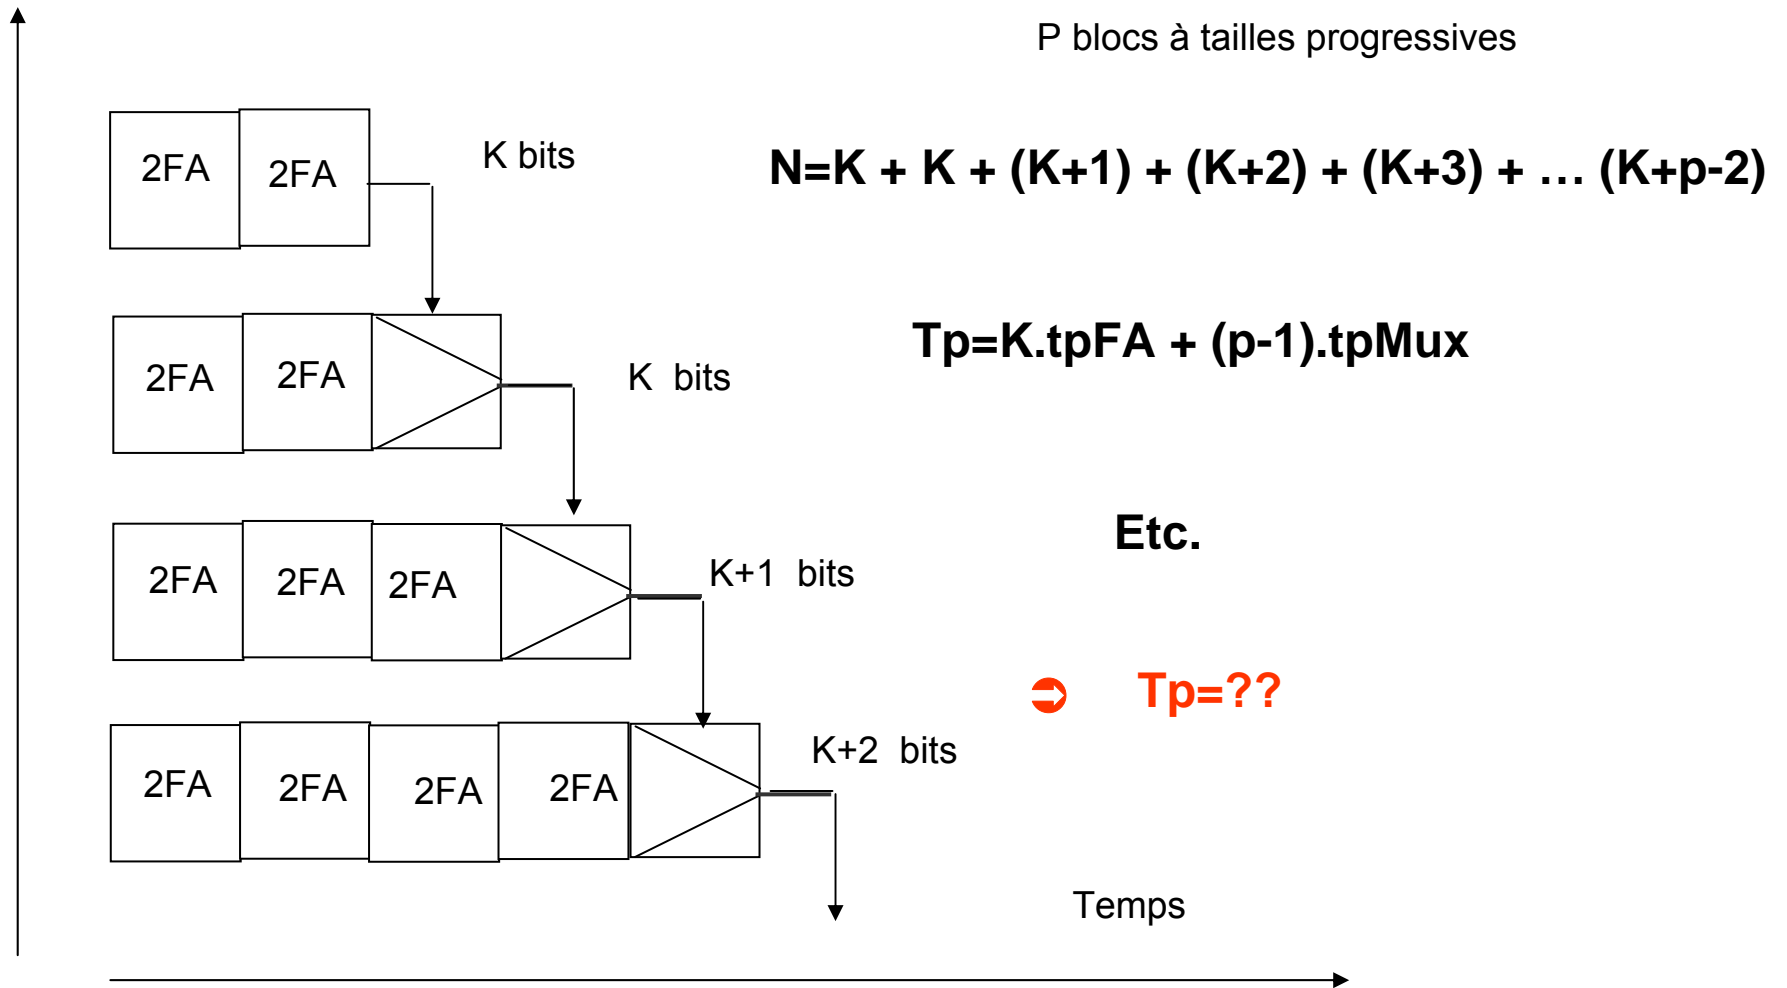 P blocs à tailles progressives
2FA 2FA
K bits
N=K + K + (K+1) + (K+2) + (K+3) + … (K+p-2)
Tp=K.tpFA + (p-1).tpMux
2FA 2FA
K bits
Etc.
2FA 2FA 2FA
K+1 bits
Tp=??
2FA 2FA 2FA 2FA
K+2 bits
Temps